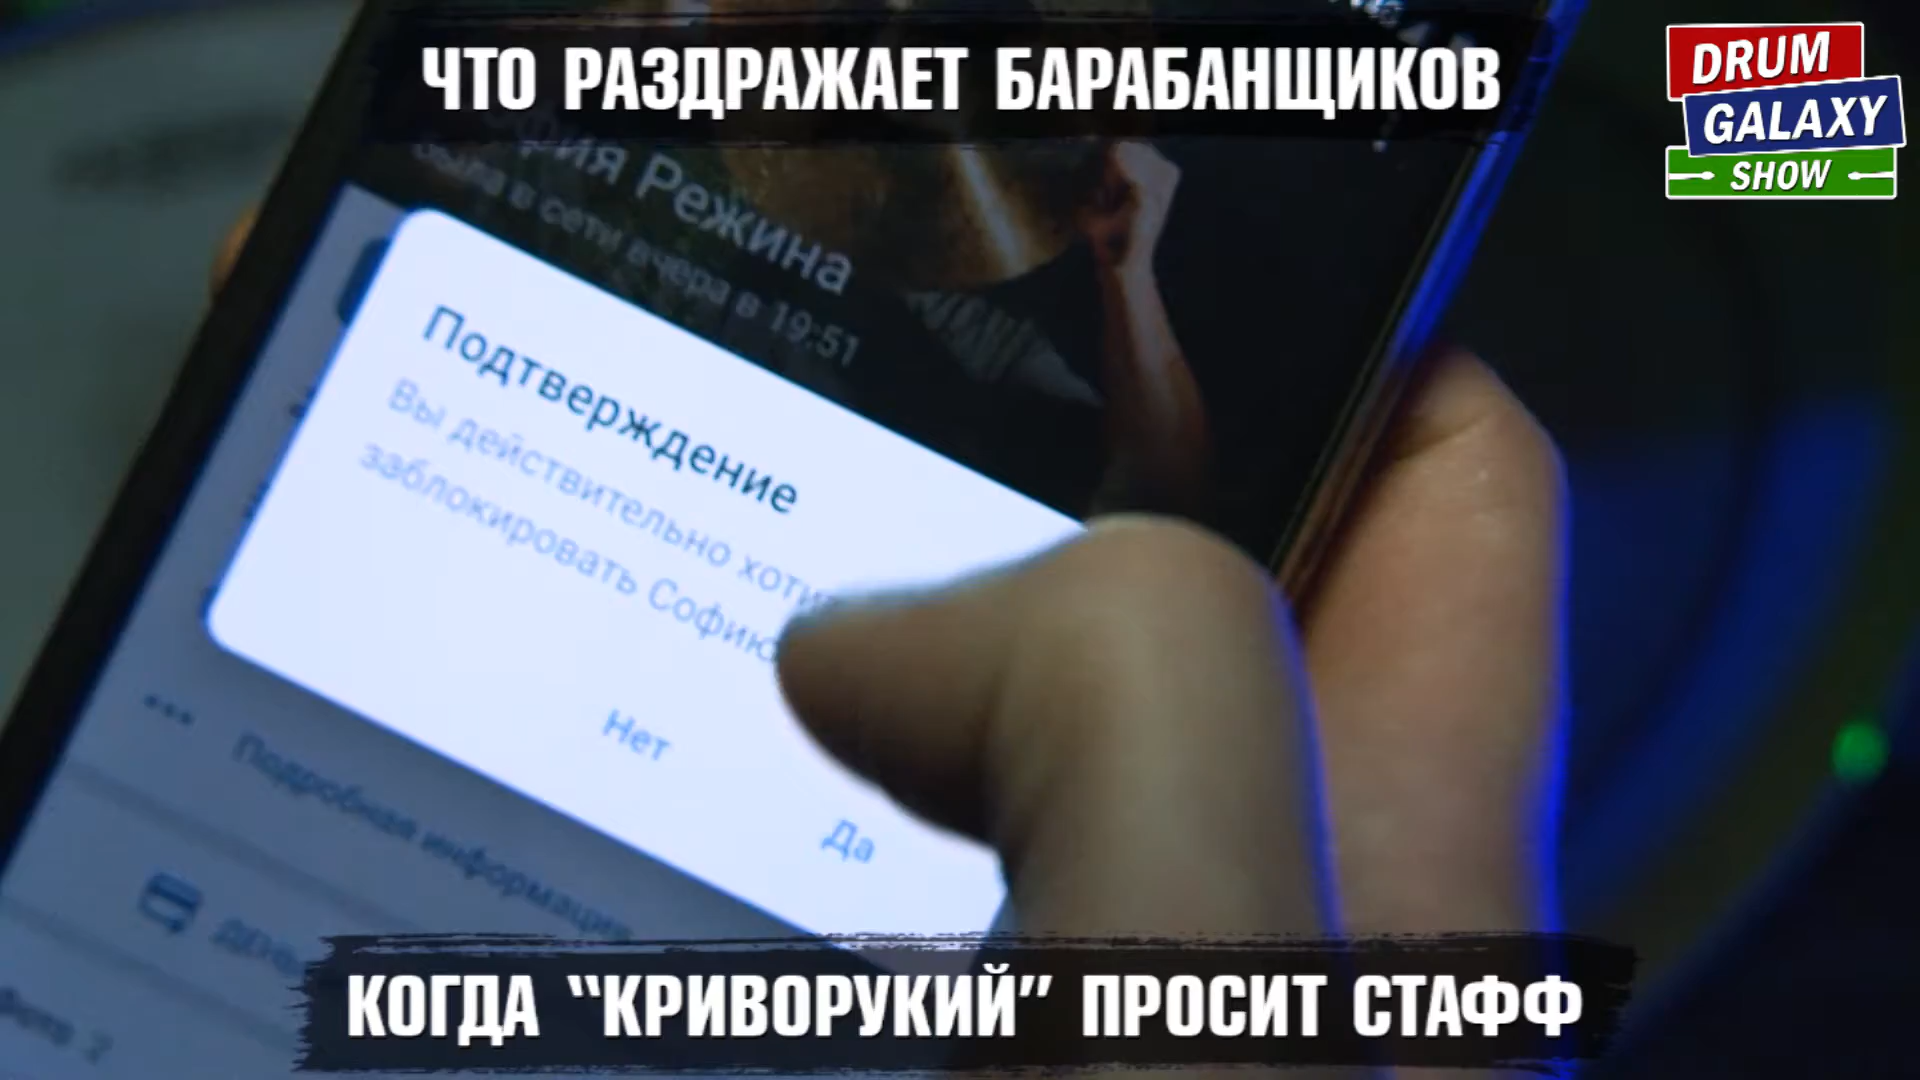 ЧТО РАЗДРАЖАЕТ БАРАБАНЩИКОВ
DRUM
GALAXY
SHOW
Режина
была в сети вчера в 19:51
Подтверждение
Вы действительно
заблокировать Софию
Нет
Да
Подробная информация
КОГДА “КРИВОРУКИЙ” ПРОСИТ СТАФФ